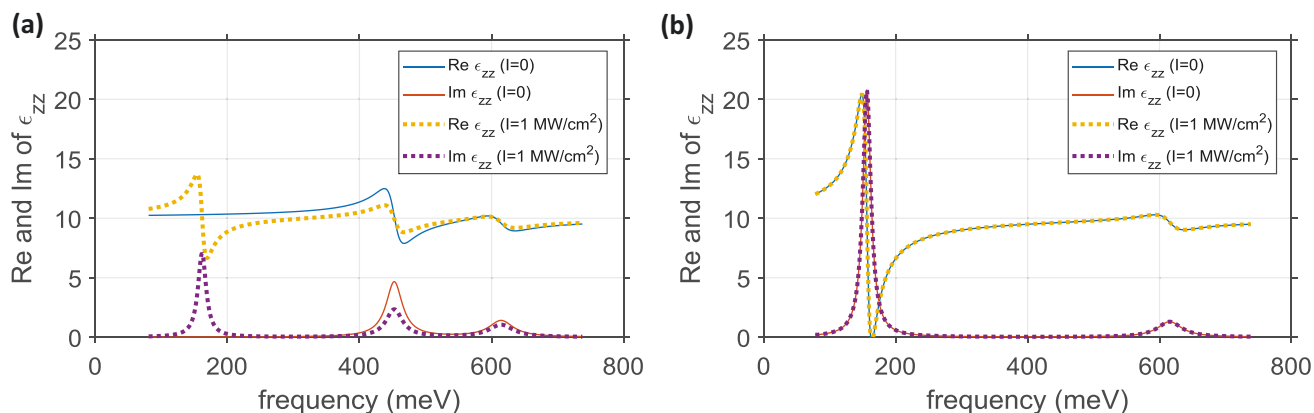 (a)
Re and Im of ϵzz
25
20
15
10
5
0
0
200
400
600
800
frequency (meV)
Re ϵzz (I=0)
Im ϵzz (I=0)
Re ϵzz (I=1 MW/cm²)
Im ϵzz (I=1 MW/cm²)
(b)
Re and Im of ϵzz
25
20
15
10
5
0
0
200
400
600
800
frequency (meV)
Re ϵzz (I=0)
Im ϵzz (I=0)
Re ϵzz (I=1 MW/cm²)
Im ϵzz (I=1 MW/cm²)